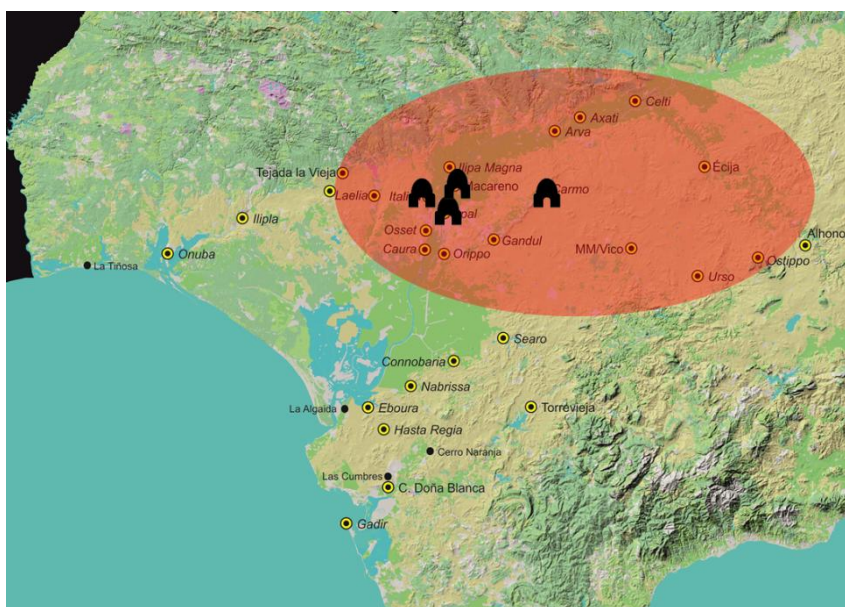 Celti
Axati
Arva
Ilipa Magna
Écija
Tejada la Vieja
Macareno
Laelia
Carmo
Ilipla
Osset
Gandul
Alhono
Caura
Orippo
MM/Vico
Onuba
Ostippo
La Tiñosa
Urso
Searo
Connobaria
Nabrissa
La Algaida
Eboura
Torrevieja
Hasta Regia
Cerro Naranja
Las Cumbres
C. Doña Blanca
Gadir